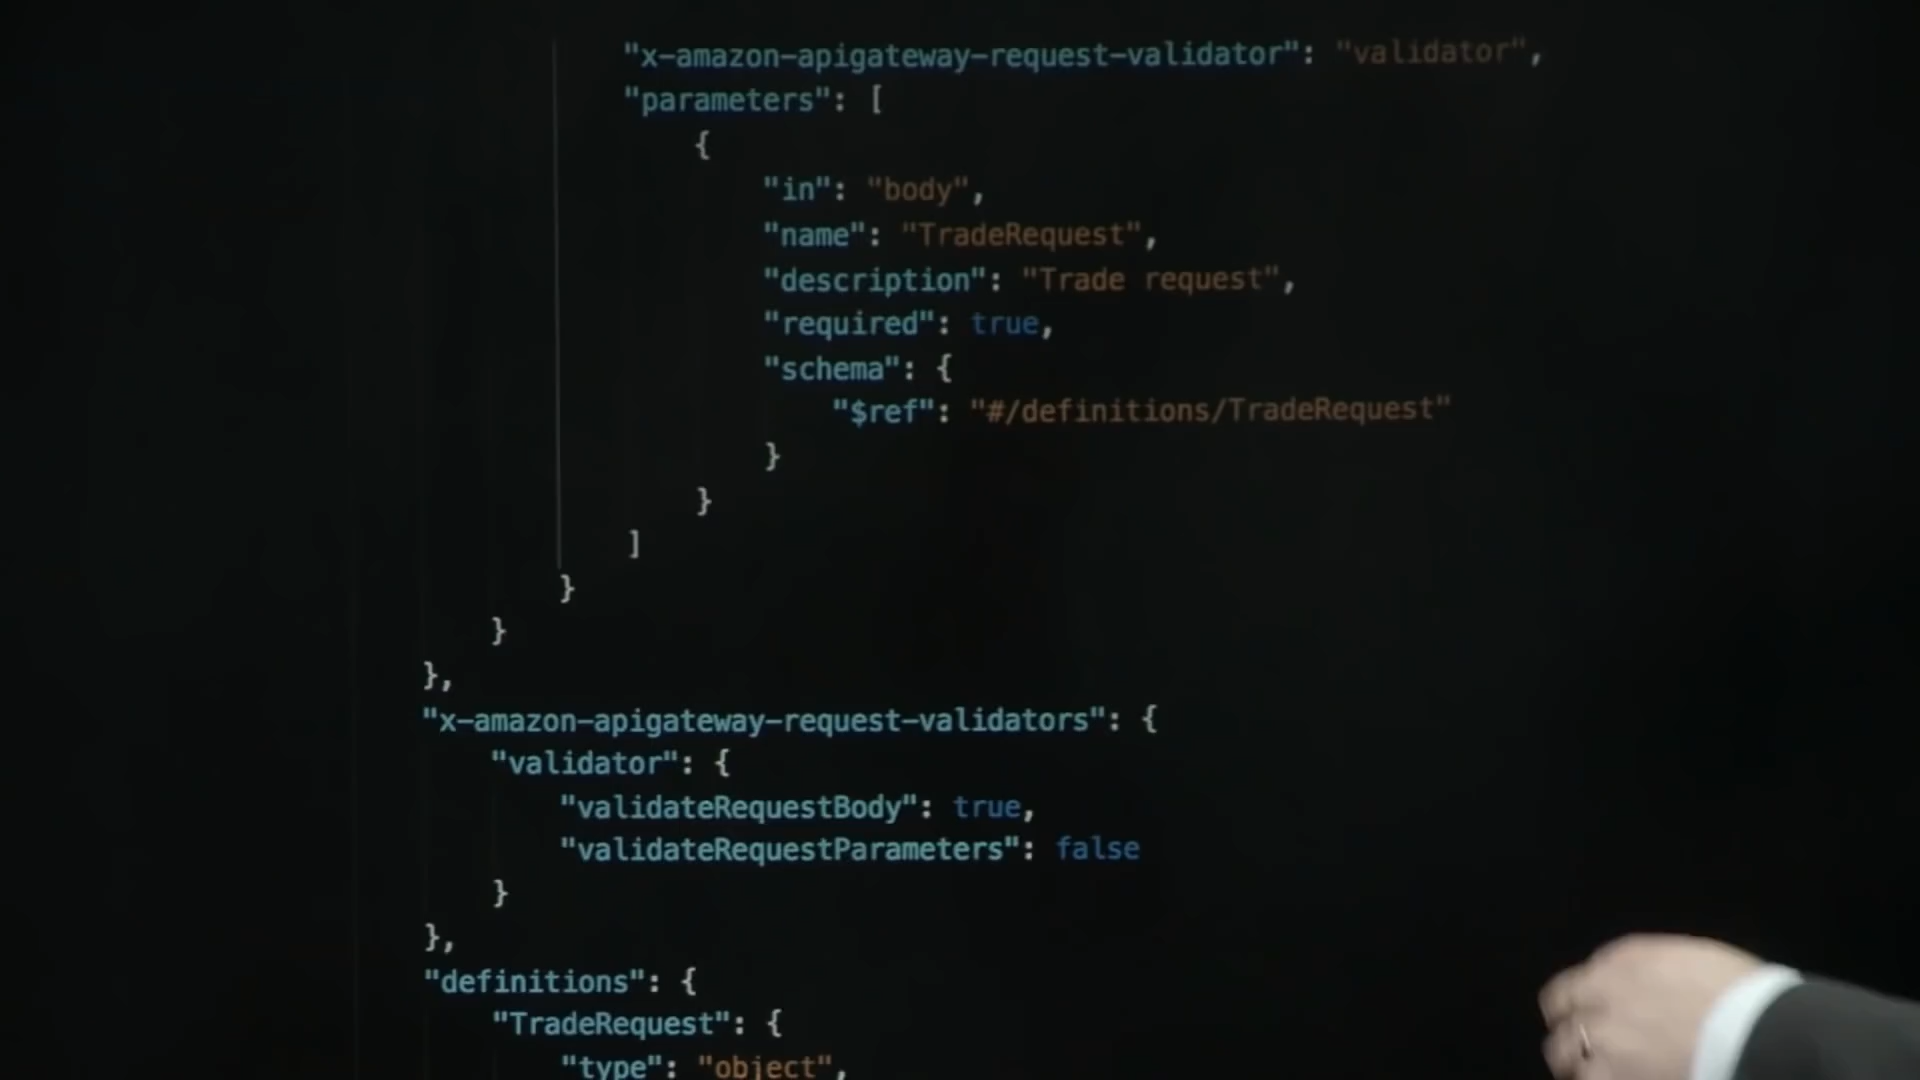 "x-amazon-apigateway-request-validator": "validator",
"parameters": [
{
"in": "body",
"name": "TradeRequest",
"description": "Trade request",
"required": true,
"schema": {
"$ref": "#/definitions/TradeRequest"
}
}
]
}
}
},
"x-amazon-apigateway-request-validators": {
"validator": {
"validateRequestBody": true,
"validateRequestParameters": false
}
},
"definitions": {
"TradeRequest": {
"type": "object",